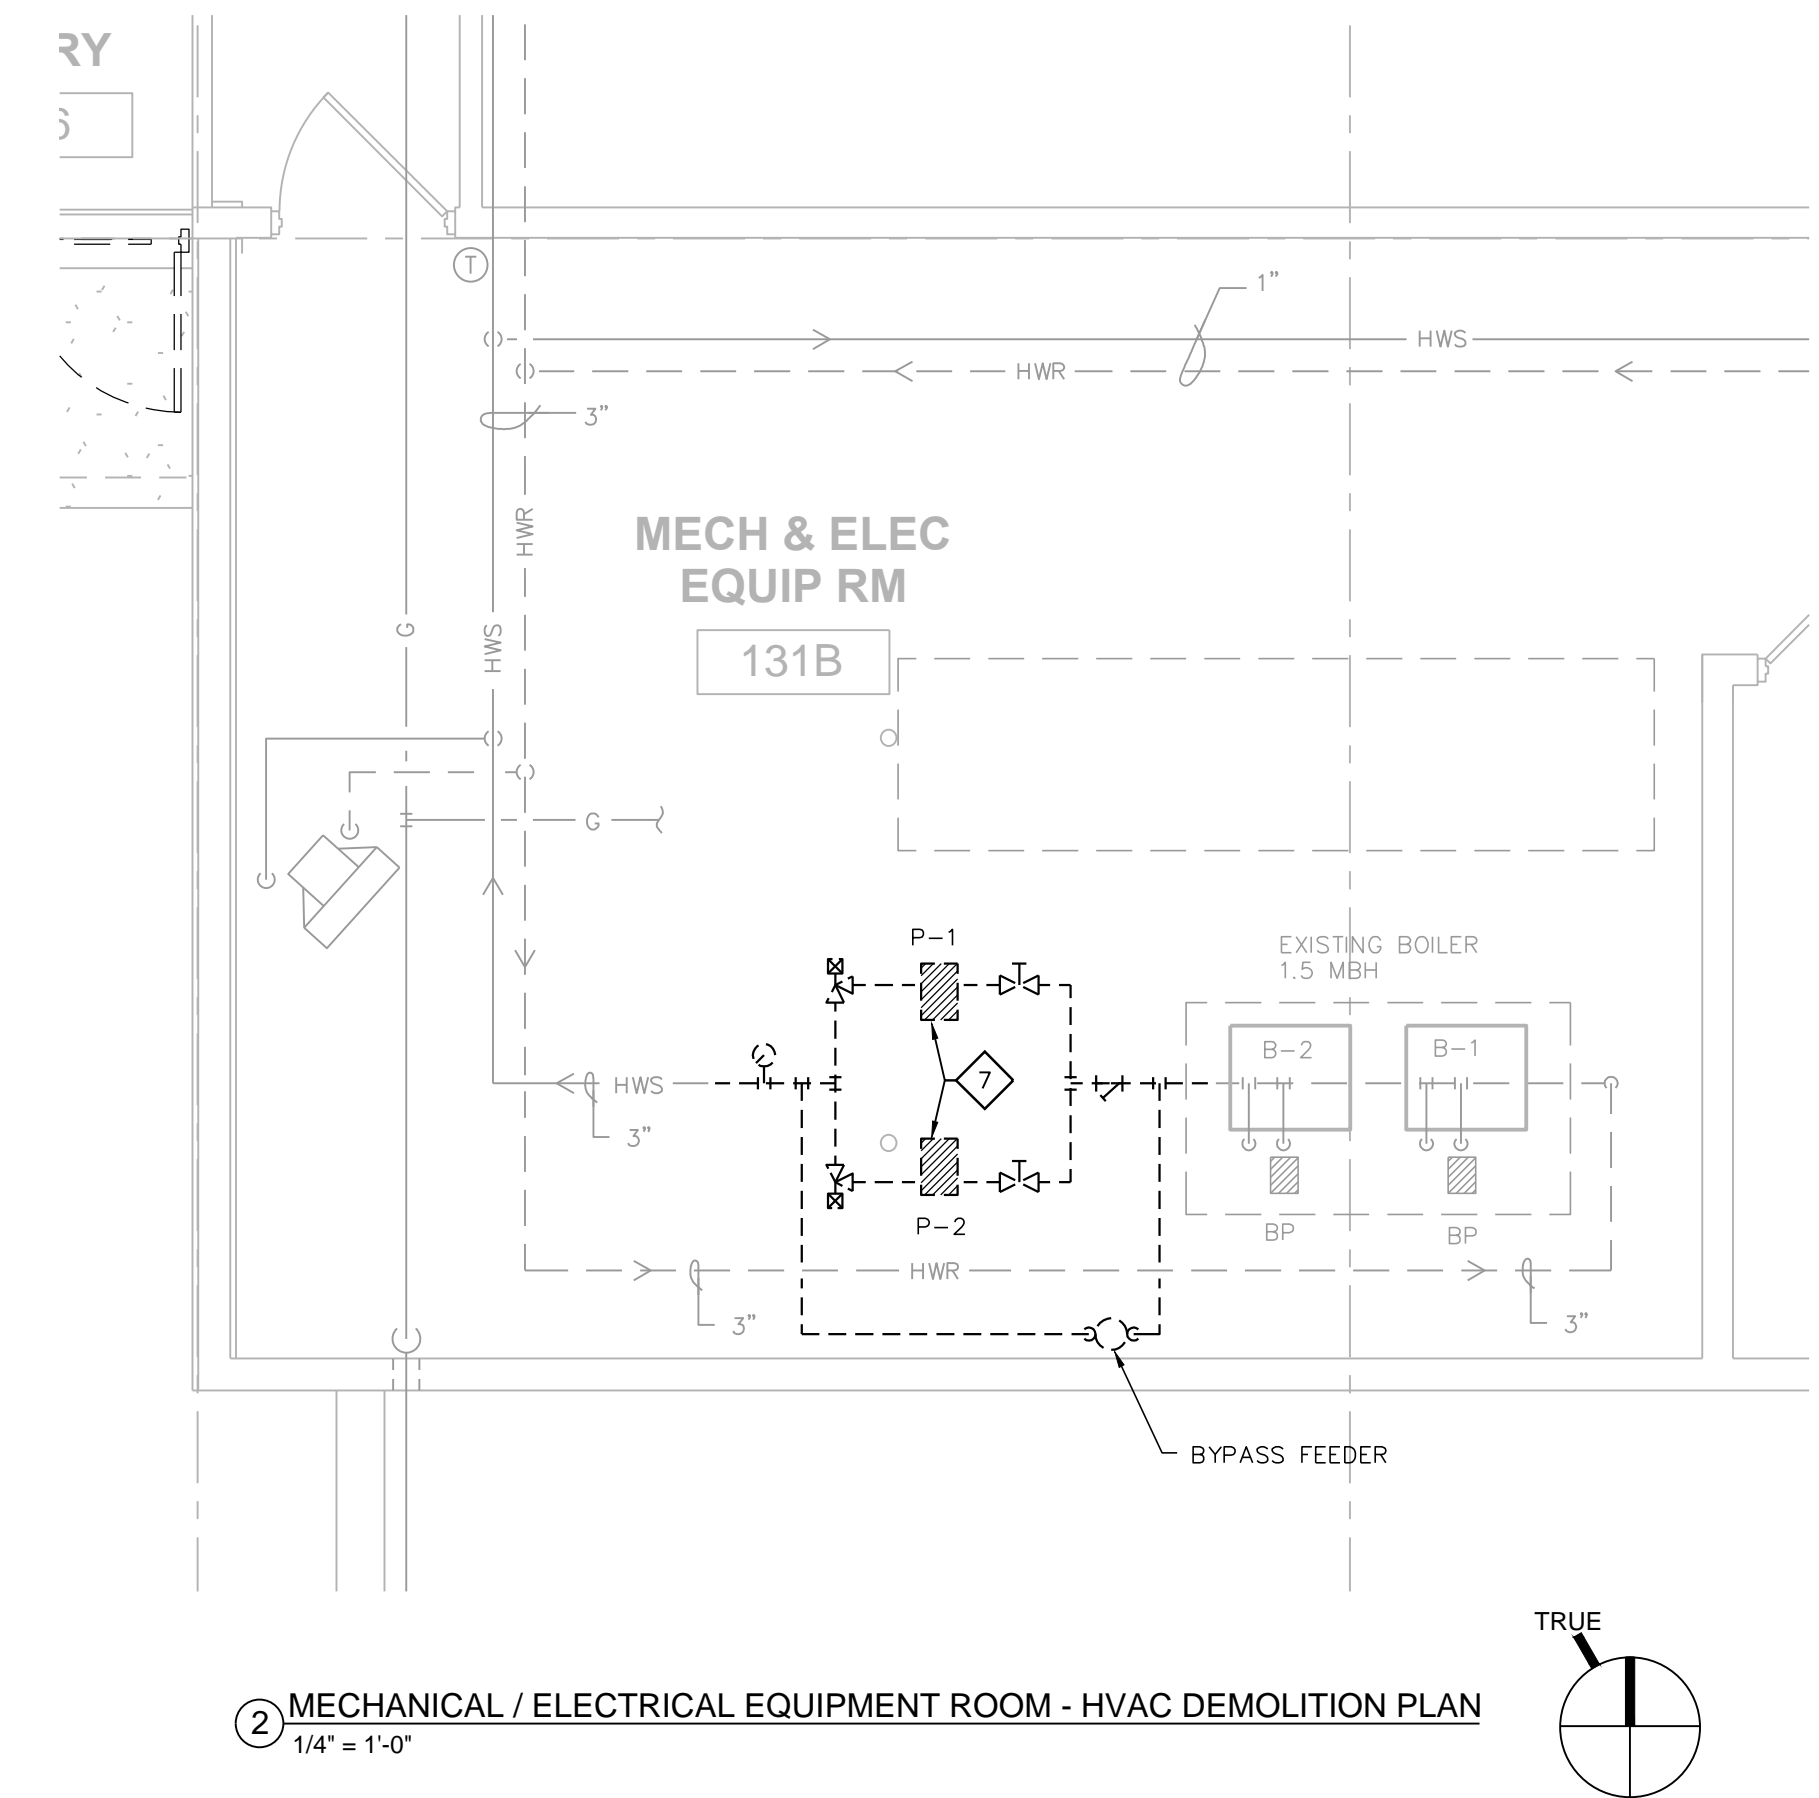 RY
6
T
1"
HWS
HWR
3"
HWR
MECH & ELEC
EQUIP RM
131B
G
HWS
G
P-1
EXISTING BOILER
1.5 MBH
B-2
B-1
7
HWS
3"
P-2
BP
BP
HWR
3"
3"
BYPASS FEEDER
TRUE
2
MECHANICAL / ELECTRICAL EQUIPMENT ROOM - HVAC DEMOLITION PLAN
1/4" = 1'-0"